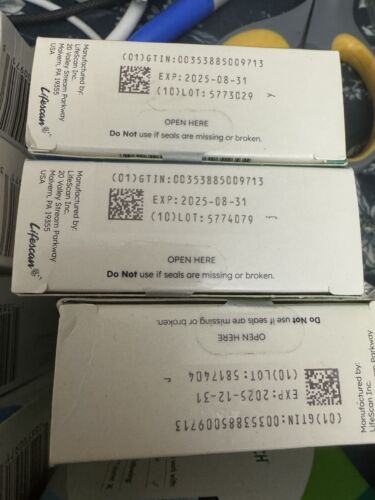 (01)GTIN:00353885009713
EXP:2025-08-31
(10)LOT:5773029
Manufactured by:
LifeScan Inc.
20 Valley Stream Parkway
Malvern, PA 19355
USA
Lifescan
OPEN HERE
Do Not use if seals are missing or broken.
(01)GTIN:00353885009713
EXP:2025-08-31
(10)LOT:5774079
Manufactured by:
LifeScan Inc.
20 Valley Stream Parkway
Malvern, PA 19355
USA
Lifescan
OPEN HERE
Do Not use if seals are missing or broken.
(01)GTIN:00353885009713
EXP:2025-12-31
(10)LOT:5817404
OPEN HERE
Do Not use if seals are missing
or broken.
Manufactured by:
LifeScan Inc.
Parkway